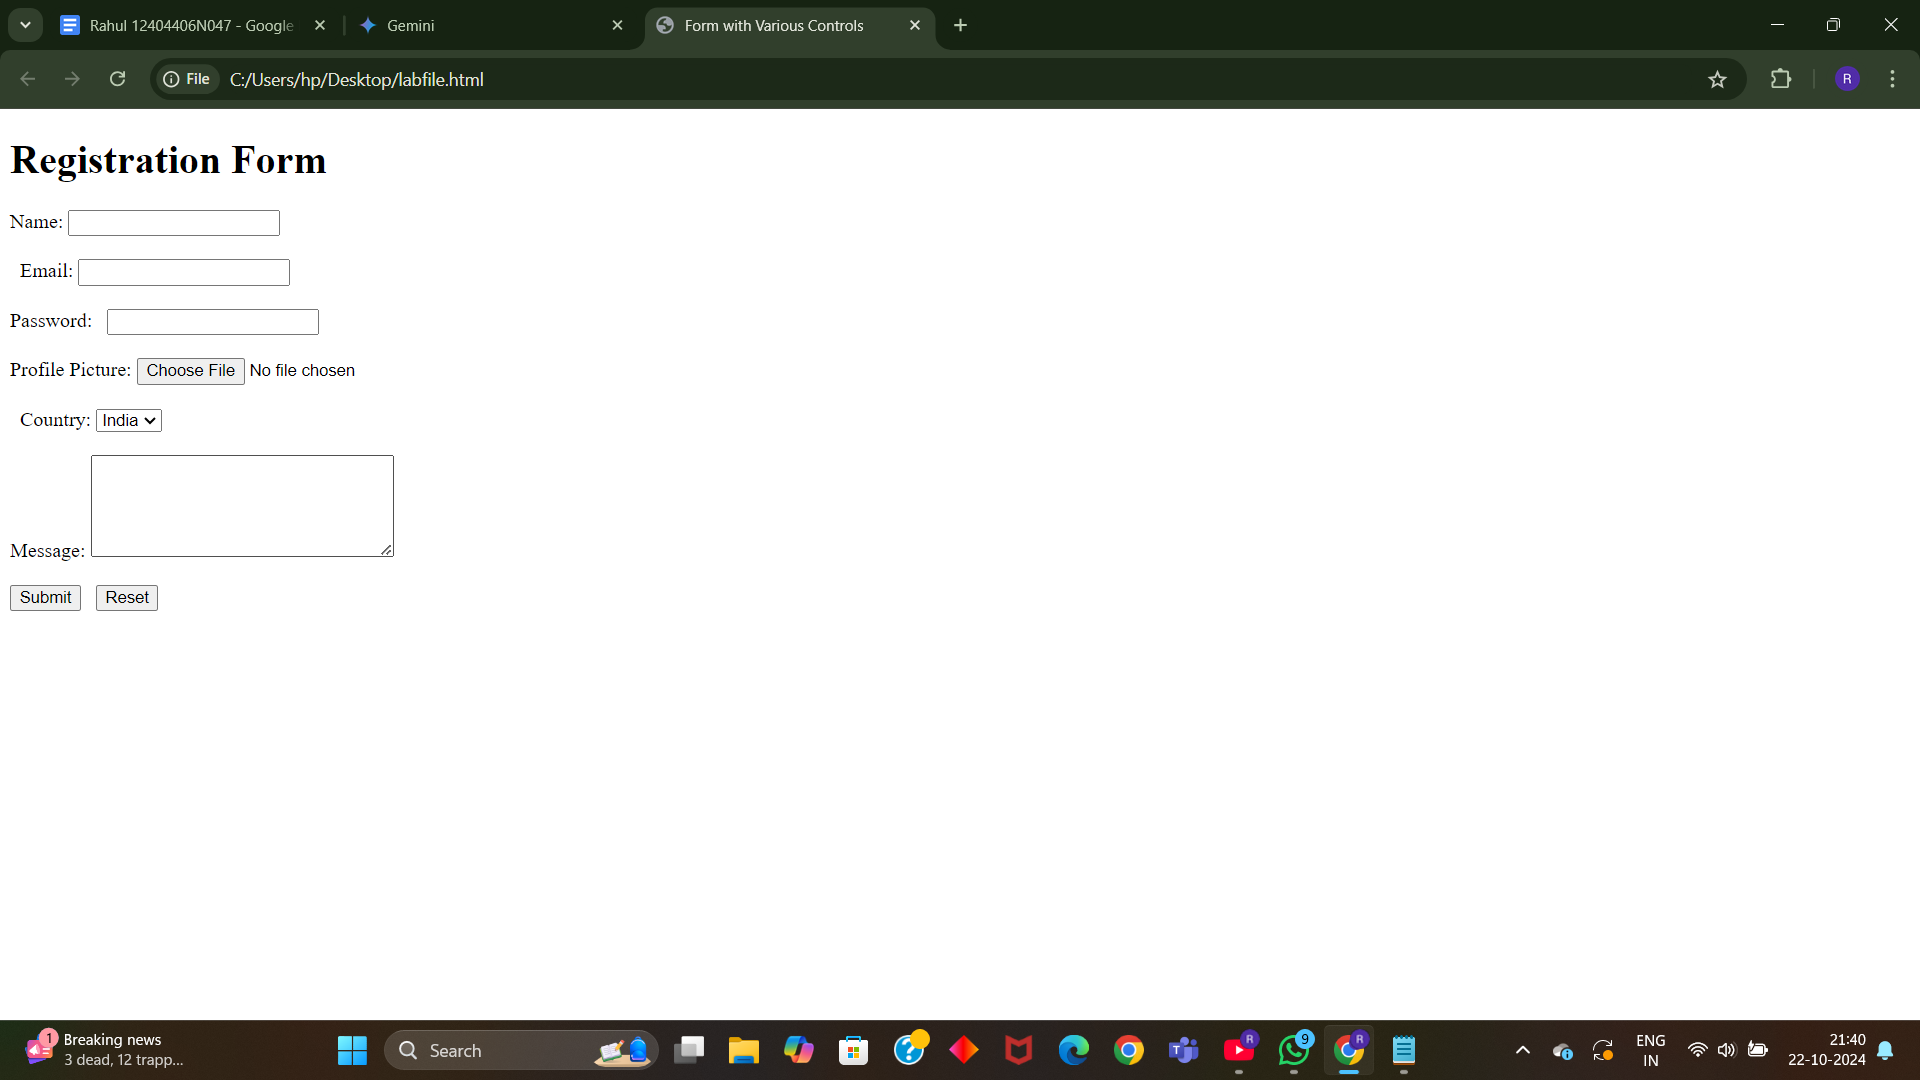 Rahul 12404406N047 - Google
Gemini
Form with Various Controls
File
C:/Users/hp/Desktop/labfile.html
R
Registration Form
Name:
Email:
Password:
Profile Picture: Choose File No file chosen
Country: India
Message:
Submit Reset
1
Breaking news
3 dead, 12 trapp...
Search
R
9
R
ENG
IN
21:40
22-10-2024